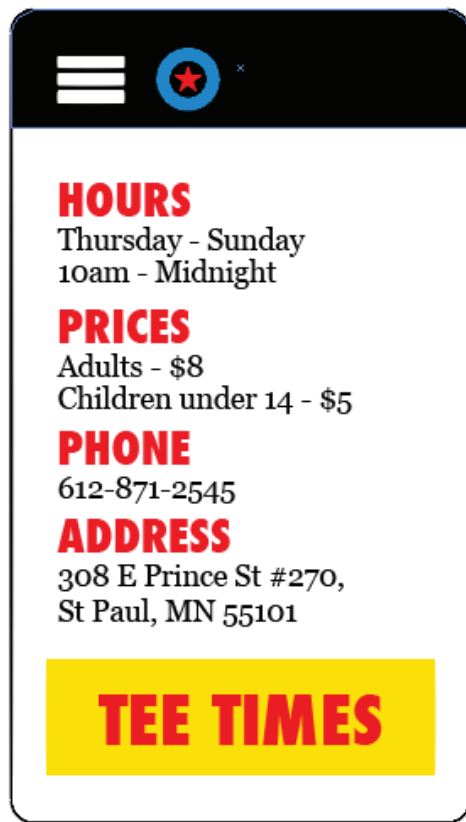 HOURS
Thursday - Sunday
10am - Midnight
PRICES
Adults - $8
Children under 14 - $5
PHONE
612-871-2545
ADDRESS
308 E Prince St #270,
St Paul, MN 55101
TEE TIMES